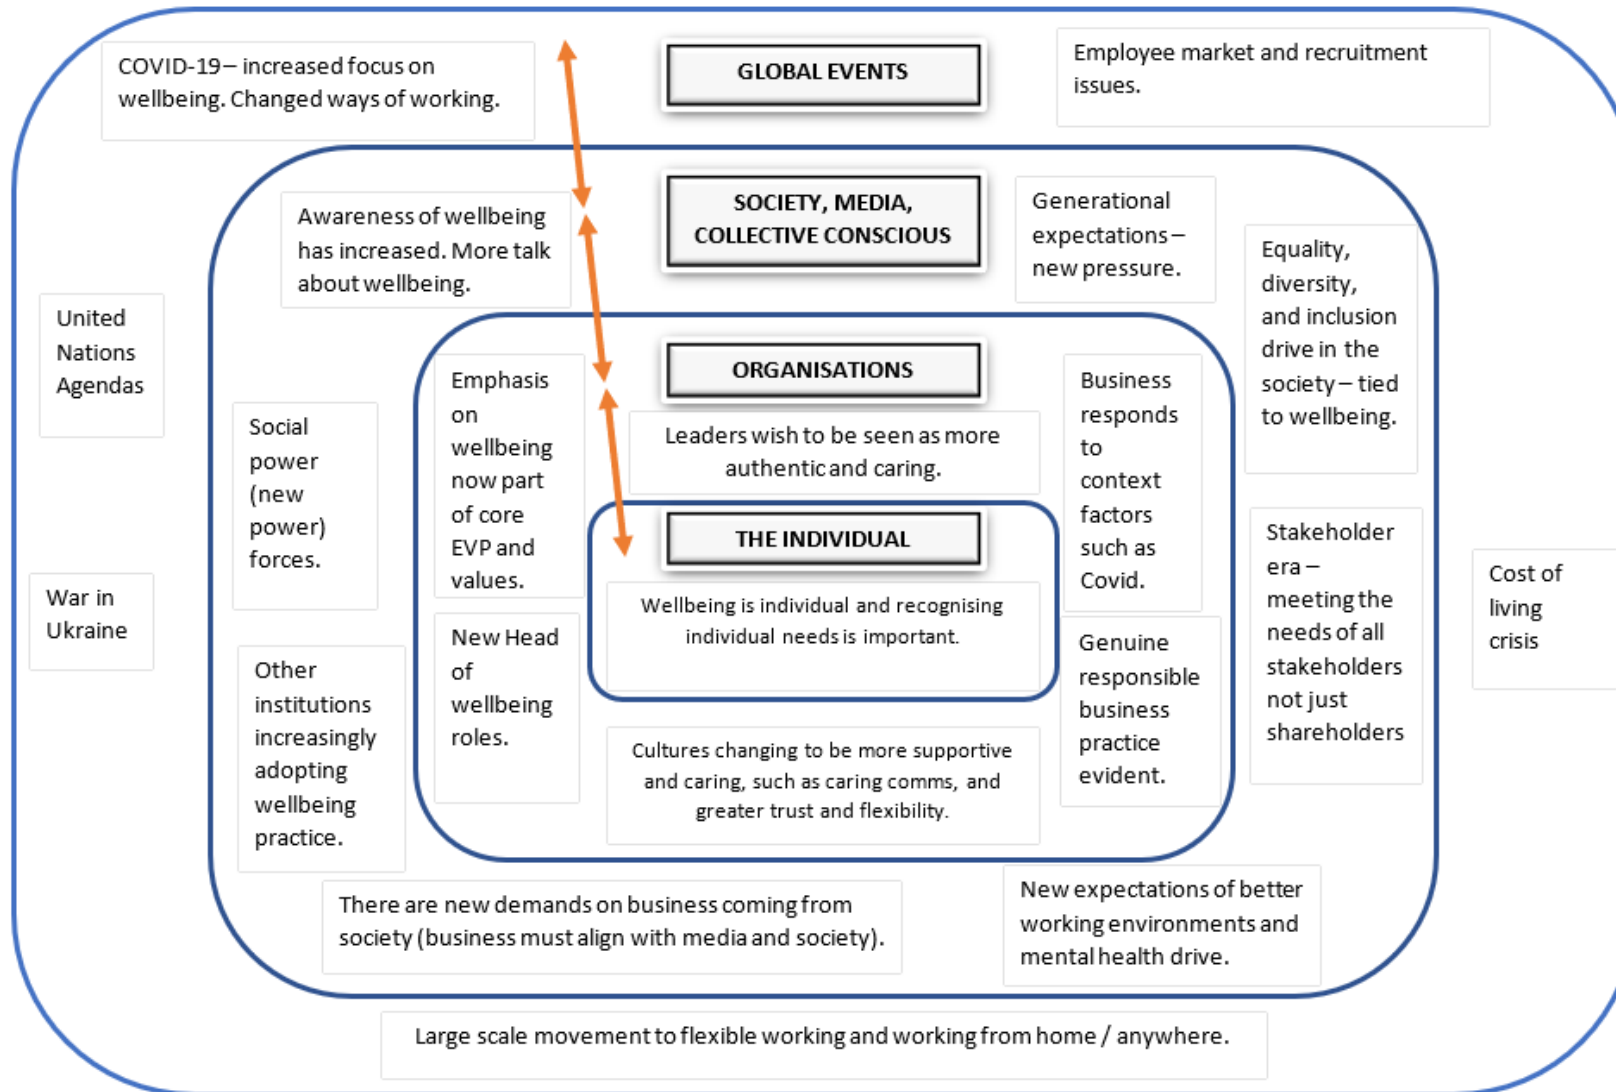 COVID-19 – increased focus on
wellbeing. Changed ways of working.
GLOBAL EVENTS
Employee market and recruitment
issues.
Awareness of wellbeing
has increased. More talk
about wellbeing.
SOCIETY, MEDIA,
COLLECTIVE CONSCIOUS
Generational
expectations –
new pressure.
Equality,
diversity,
and inclusion
drive in the
society – tied
to wellbeing.
United
Nations
Agendas
Social
power
(new
power)
forces.
Emphasis
on
wellbeing
now part
of core
EVP and
values.
ORGANISATIONS
Leaders wish to be seen as more
authentic and caring.
Business
responds
to
context
factors
such as
Covid.
THE INDIVIDUAL
Wellbeing is individual and recognising
individual needs is important.
Stakeholder
era –
meeting the
needs of all
stakeholders
not just
shareholders
Cost of
living
crisis
War in
Ukraine
Other
institutions
increasingly
adopting
wellbeing
practice.
New Head
of
wellbeing
roles.
Genuine
responsible
business
practice
evident.
Cultures changing to be more supportive
and caring, such as caring comms, and
greater trust and flexibility.
There are new demands on business coming from
society (business must align with media and society).
New expectations of better
working environments and
mental health drive.
Large scale movement to flexible working and working from home / anywhere.